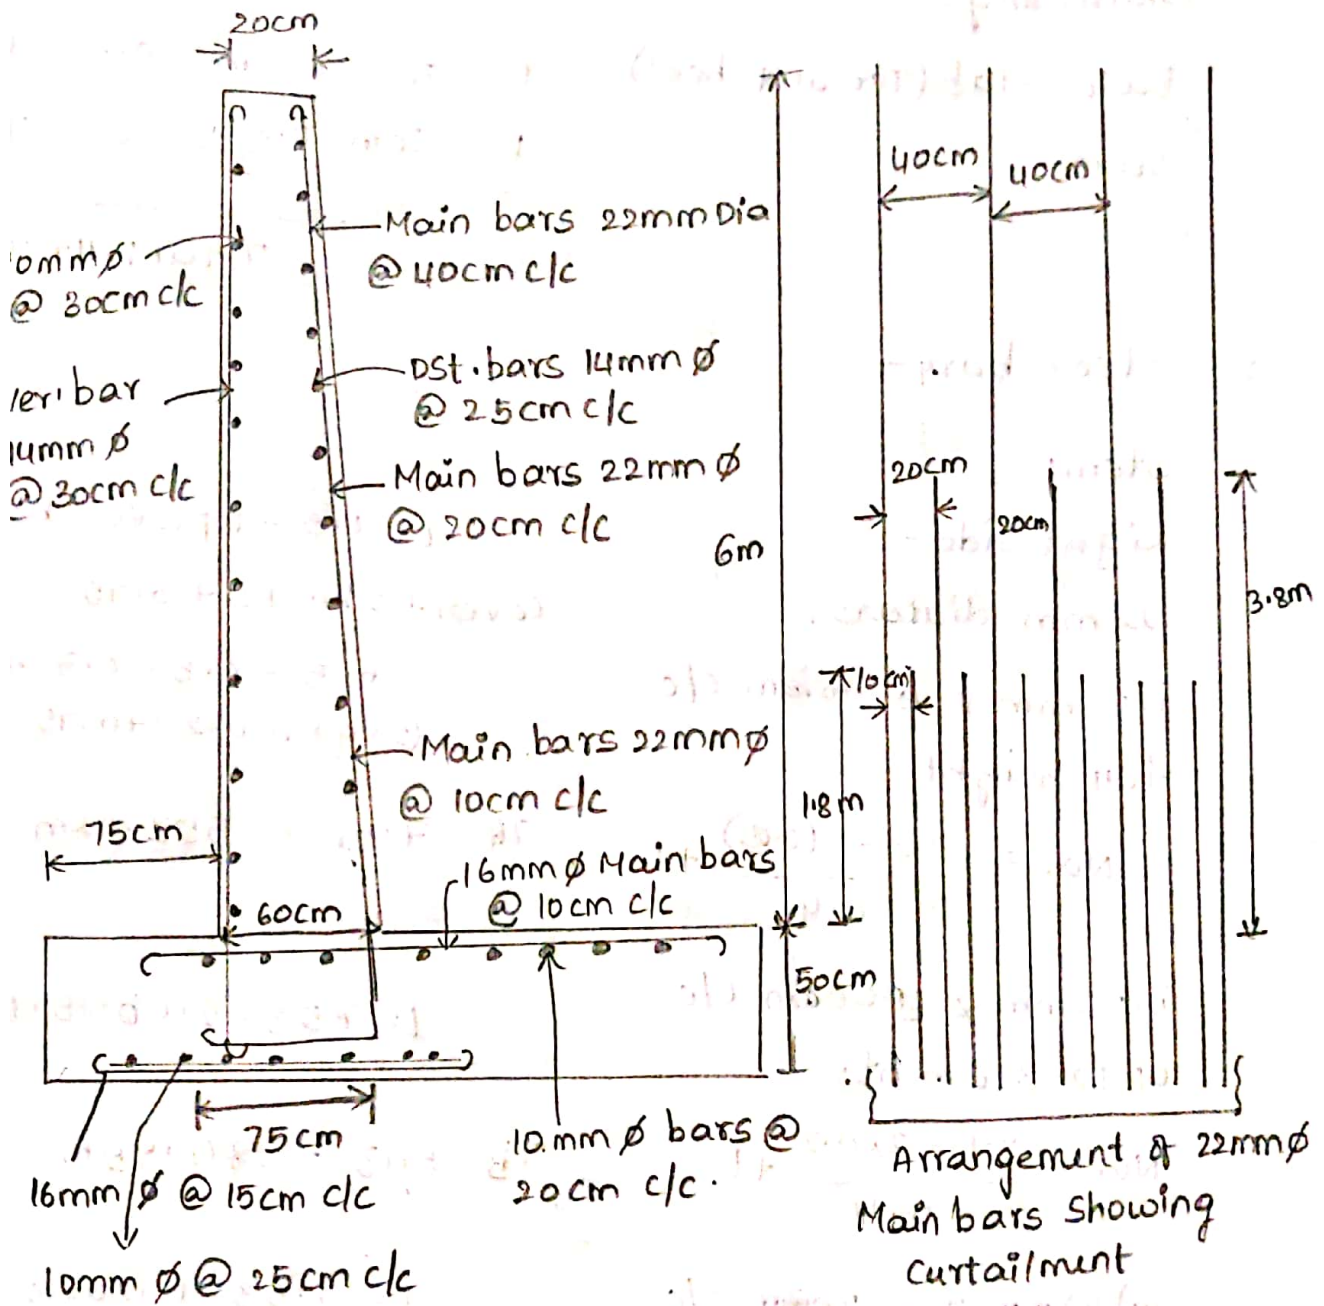 20cm
Main bars 22mm Dia
@ 40cm c/c
0mm ø
@ 30cm c/c
Dst. bars 14mm ø
@ 25cm c/c
bar
14mm ø
@ 30cm c/c
Main bars 22mm ø
@ 20cm c/c
Main bars 22mm ø
@ 10cm c/c
75cm
16mm ø Main bars
@ 10cm c/c
60cm
75cm
16mm ø @ 15cm c/c
10mm ø @ 25cm c/c
10mm ø bars @
20cm c/c.
6m
50cm
40cm
40cm
20cm
20cm
3.8m
10cm
1.8m
Arrangement of 22mm ø
Main bars showing
Curtailment